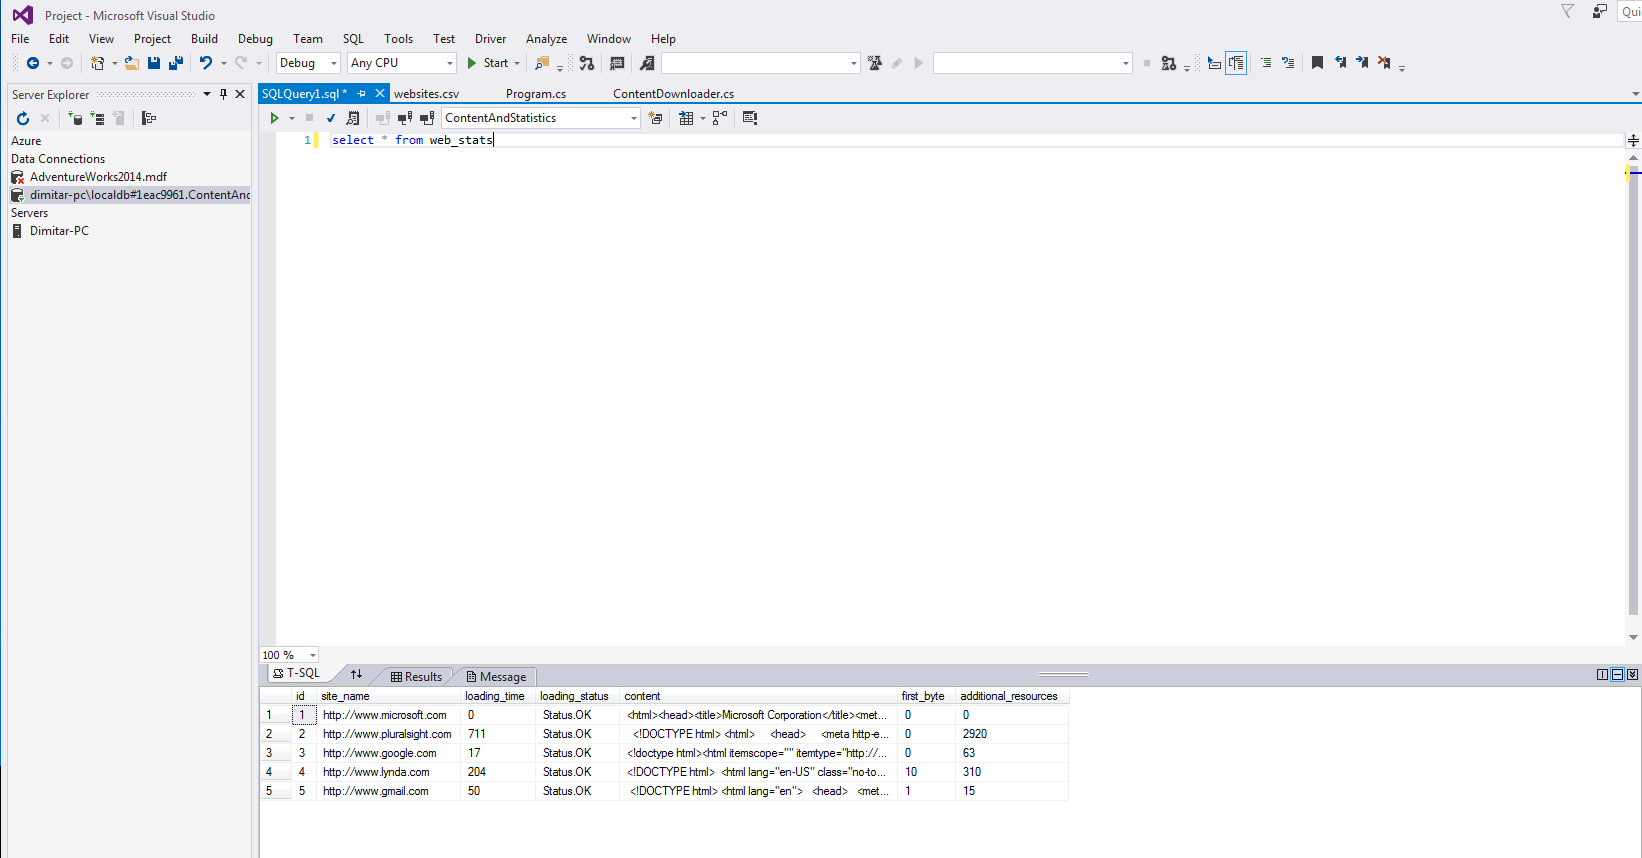 Project - Microsoft Visual Studio
Qui
File Edit View Project Build Debug Team SQL Tools Test Driver Analyze Window Help
Debug Any CPU Start
Server Explorer
SQLQuery1.sql * websites.csv Program.cs ContentDownloader.cs
ContentAndStatistics
Azure
Data Connections
AdventureWorks2014.mdf
dimitar-pc\localdb#1eac9961.ContentAnd
Servers
Dimitar-PC
1 select * from web_stats
100 %
T-SQL Results Message
id site_name loading_time loading_status content first_byte additional_resources
1 1 http://www.microsoft.com 0 Status.OK <html><head><title>Microsoft Corporation</title><met... 0 0
2 2 http://www.pluralsight.com 711 Status.OK <!DOCTYPE html> <html> <head> <meta http-e... 0 2920
3 3 http://www.google.com 17 Status.OK <!doctype html><html itemscope="" itemtype="http://... 0 63
4 4 http://www.lynda.com 204 Status.OK <!DOCTYPE html> <html lang="en-US" class="no-to... 10 310
5 5 http://www.gmail.com 50 Status.OK <!DOCTYPE html> <html lang="en"> <head> <met... 1 15